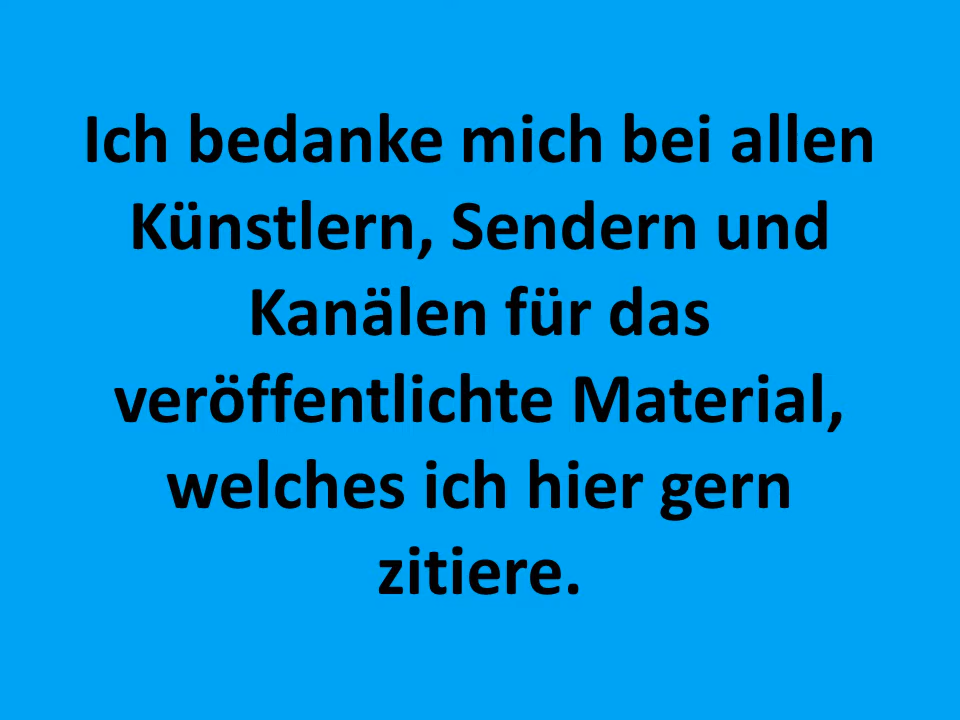 Ich bedanke mich bei allen
Künstlern, Sendern und
Kanälen für das
veröffentlichte Material,
welches ich hier gern
zitiere.